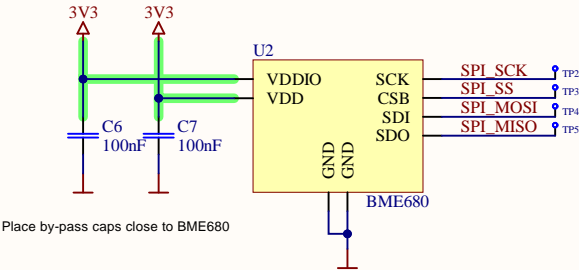 3V3 3V3
U2
VDDIO SCK SPI_SCK TP2
VDD CSB SPI_SS TP3
SDI SPI_MOSI TP4
SDO SPI_MISO TP5
C6 C7
100nF 100nF
GND GND
BME680
Place by-pass caps close to BME680